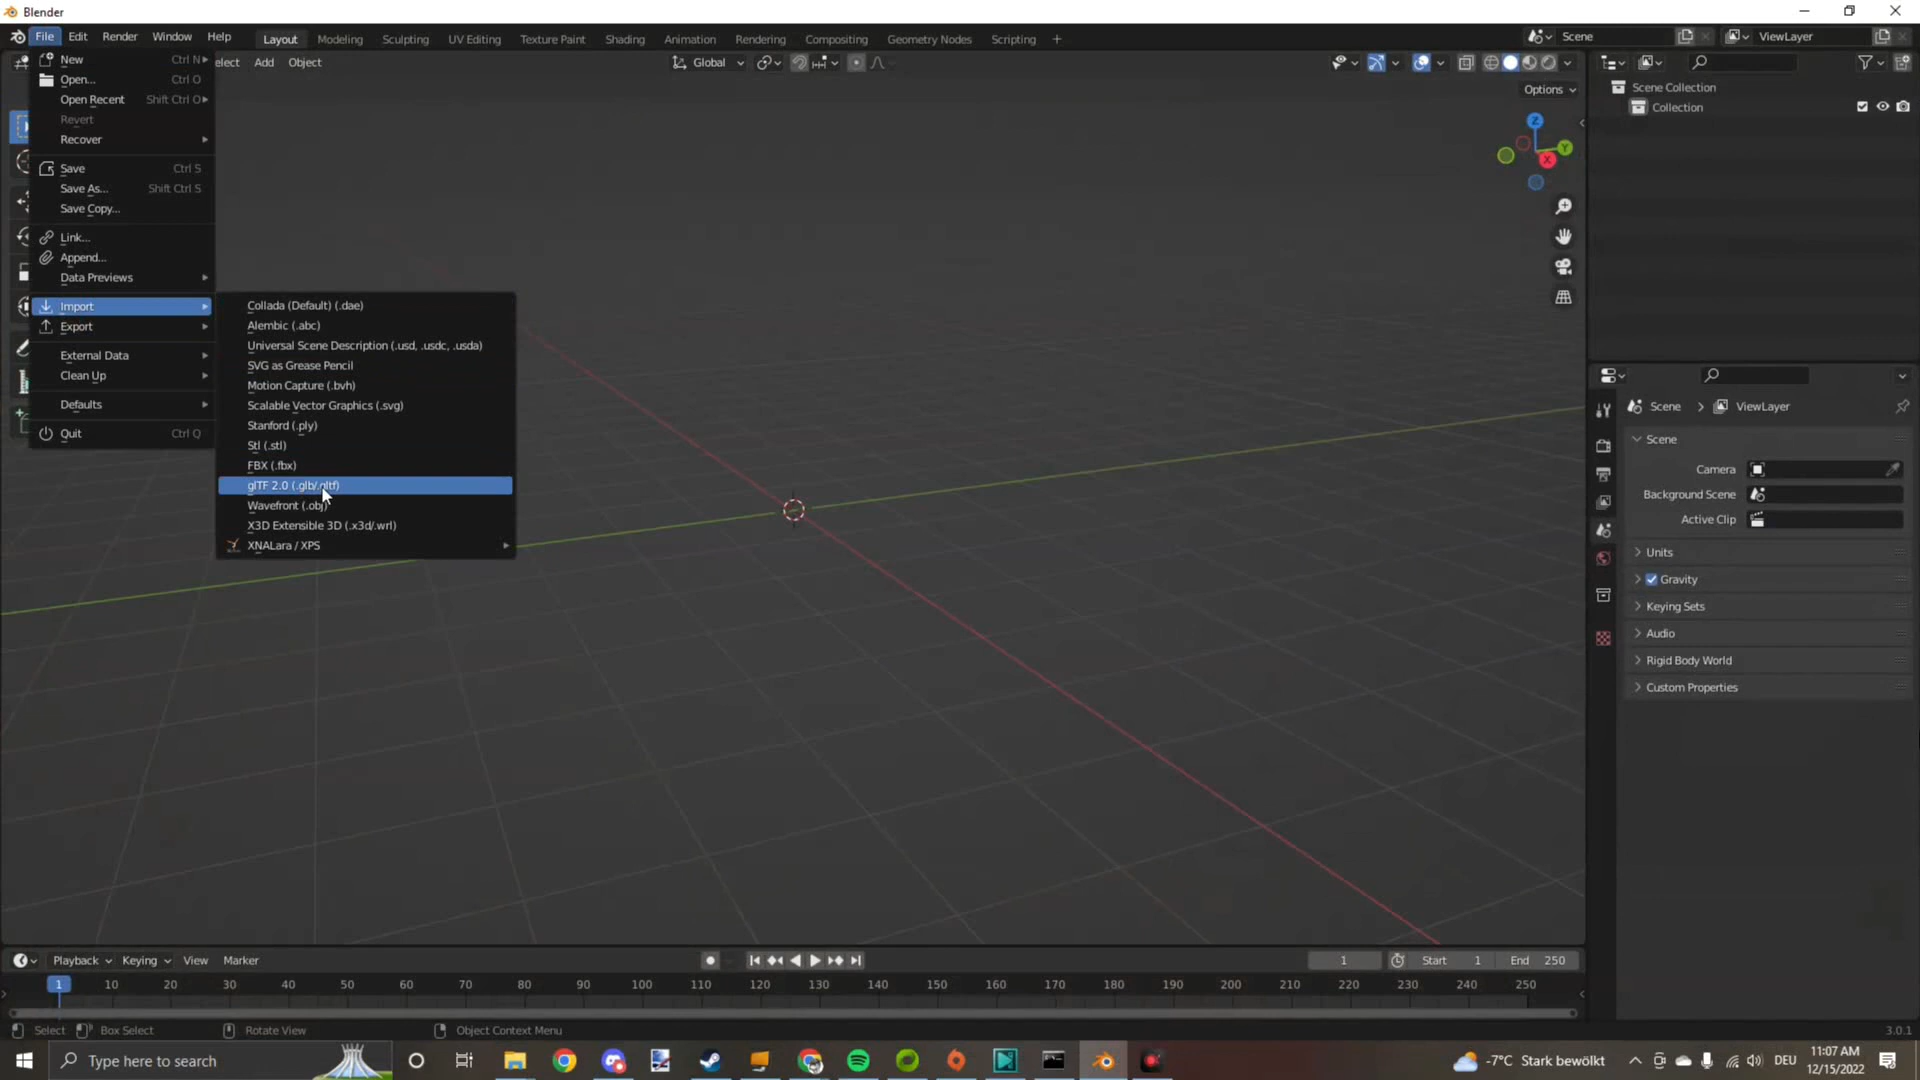 Blender
File Edit Render Window Help Layout Modeling Sculpting UV Editing Texture Paint Shading Animation Rendering Compositing Geometry Nodes Scripting + Scene ViewLayer
New Ctrl N
elect Add Object
Global
Open... Ctrl O
Options
Open Recent Shift Ctrl O
Revert
Recover
Save Ctrl S
Save As... Shift Ctrl S
Save Copy...
Link...
Append...
Data Previews
Import
Export
External Data
Clean Up
Defaults
Quit Ctrl Q
Collada (Default) (.dae)
Alembic (.abc)
Universal Scene Description (.usd, .usdc, .usda)
SVG as Grease Pencil
Motion Capture (.bvh)
Scalable Vector Graphics (.svg)
Stanford (.ply)
Stl (.stl)
FBX (.fbx)
glTF 2.0 (.glb/.gltf)
Wavefront (.obj)
X3D Extensible 3D (.x3d/.wrl)
XNALara / XPS
Z
Y
X
Scene Collection
Collection
Scene > ViewLayer
Scene
Camera
Background Scene
Active Clip
Units
Gravity
Keying Sets
Audio
Rigid Body World
Custom Properties
Playback Keying View Marker 1 Start 1 End 250
1 10 20 30 40 50 60 70 80 90 100 110 120 130 140 150 160 170 180 190 200 210 220 230 240 250
Select Box Select Rotate View Object Context Menu 3.0.1
Type here to search -7°C Stark bewölkt DEU 11:07 AM
12/15/2022